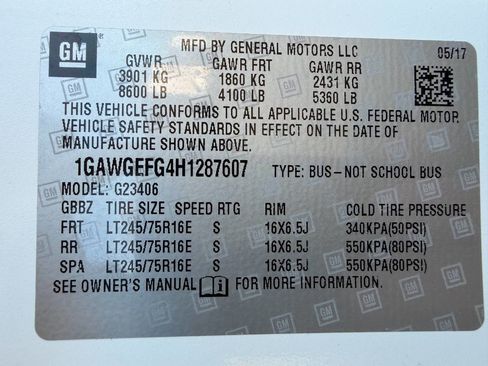 GM
MFD BY GENERAL MOTORS LLC 05/17
GVWR GAWR FRT GAWR RR
3901 KG 1860 KG 2431 KG
8600 LB 4100 LB 5360 LB
THIS VEHICLE CONFORMS TO ALL APPLICABLE U.S. FEDERAL MOTOR
VEHICLE SAFETY STANDARDS IN EFFECT ON THE DATE OF
MANUFACTURE SHOWN ABOVE.
1GAWGEFG4H1287607 TYPE: BUS-NOT SCHOOL BUS
MODEL: G23406
GBBZ TIRE SIZE SPEED RTG RIM COLD TIRE PRESSURE
FRT LT245/75R16E S 16X6.5J 340KPA(50PSI)
RR LT245/75R16E S 16X6.5J 550KPA(80PSI)
SPA LT245/75R16E S 16X6.5J 550KPA(80PSI)
SEE OWNER'S MANUAL FOR MORE INFORMATION